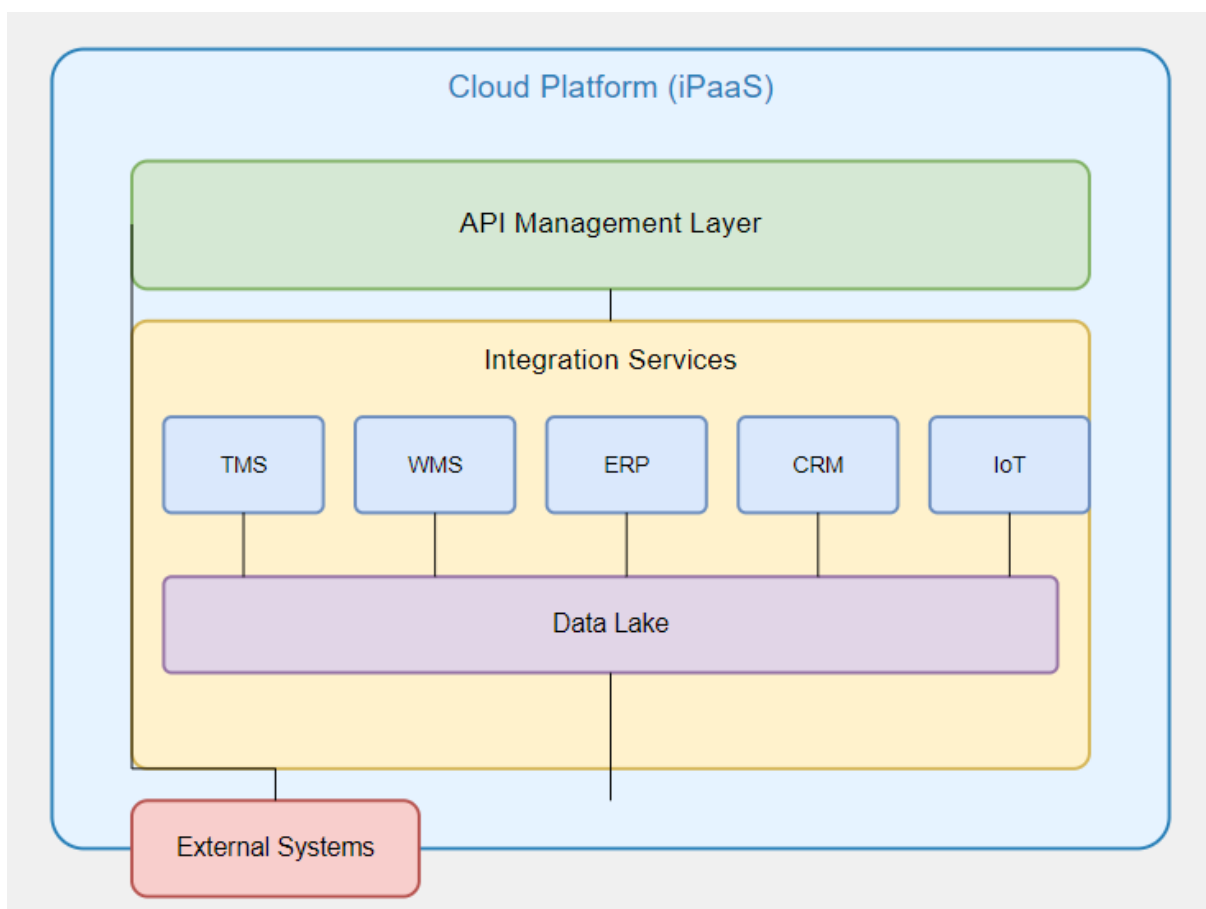 Cloud Platform (iPaaS)
API Management Layer
Integration Services
TMS
WMS
ERP
CRM
IoT
Data Lake
External Systems